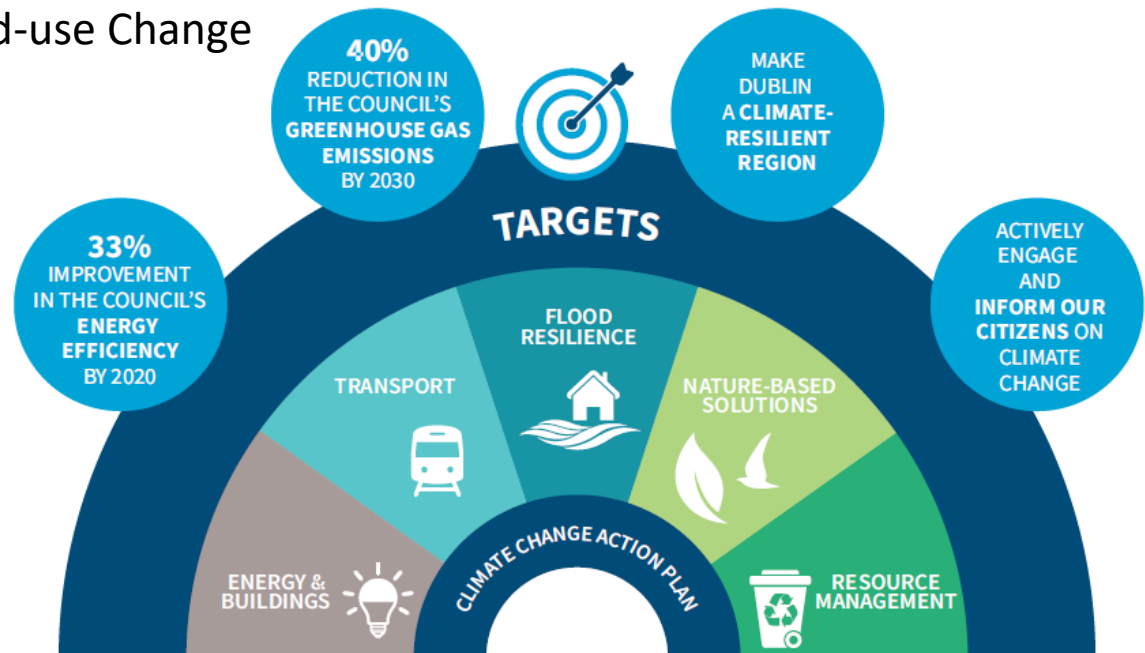 d-use Change
40%
REDUCTION IN
THE COUNCIL'S
GREENHOUSE GAS
EMISSIONS
BY 2030
MAKE
DUBLIN
A CLIMATE-
RESILIENT
REGION
33%
IMPROVEMENT
IN THE COUNCIL'S
ENERGY
EFFICIENCY
BY 2020
TARGETS
ACTIVELY
ENGAGE
AND
INFORM OUR
CITIZENS ON
CLIMATE
CHANGE
ENERGY &
BUILDINGS
TRANSPORT
FLOOD
RESILIENCE
NATURE-BASED
SOLUTIONS
RESOURCE
MANAGEMENT
CLIMATE CHANGE ACTION PLAN